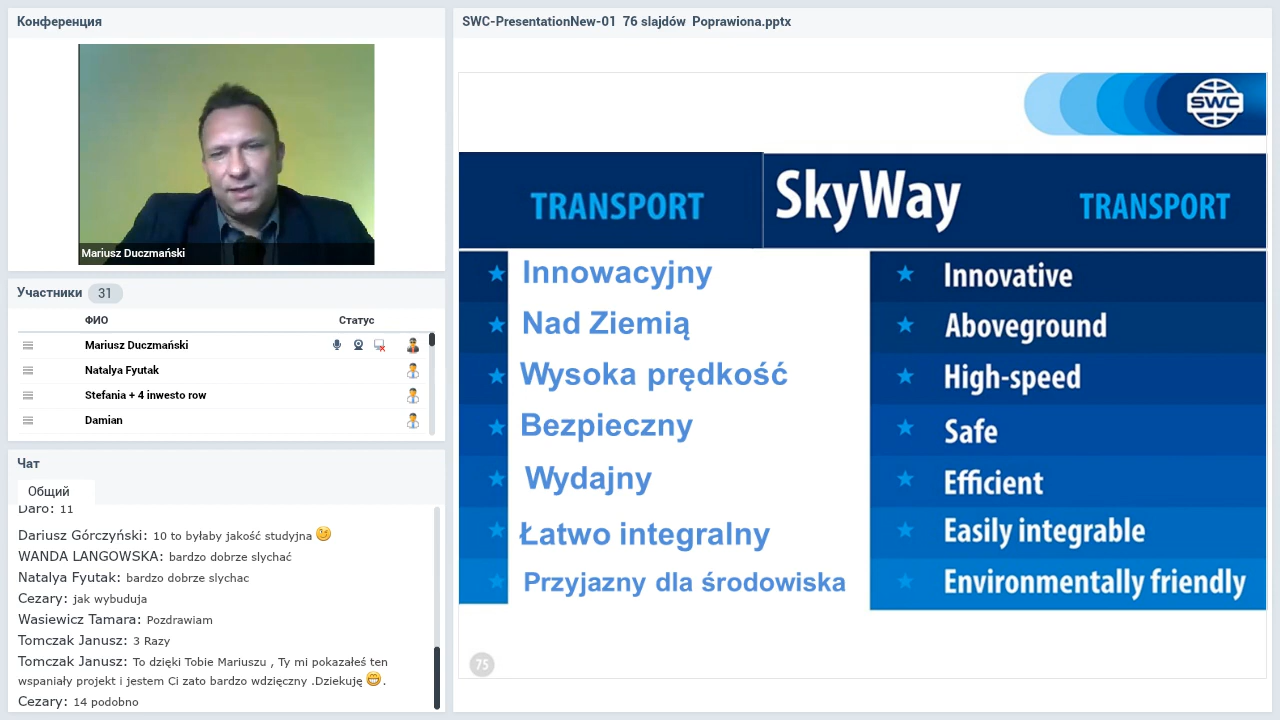 Конференция
Mariusz Duczmański
Участники 31
ФИО Статус
Mariusz Duczmański
Natalya Fyutak
Stefania + 4 inwesto row
Damian
Чат
Общий
Daro: 11
Dariusz Górczyński: 10 to byłaby jakość studyjna
WANDA LANGOWSKA: bardzo dobrze slychać
Natalya Fyutak: bardzo dobrze slychac
Cezary: jak wybuduja
Wasiewicz Tamara: Pozdrawiam
Tomczak Janusz: 3 Razy
Tomczak Janusz: To dzięki Tobie Mariuszu , Ty mi pokazałeś ten
wspaniały projekt i jestem Ci zato bardzo wdzięczny .Dziekuję .
Cezary: 14 podobno
SWC-PresentationNew-01 76 slajdów Poprawiona.pptx
SWC
TRANSPORT SkyWay TRANSPORT
Innowacyjny
Nad Ziemią
Wysoka prędkość
Bezpieczny
Wydajny
Łatwo integralny
Przyjazny dla środowiska
Innovative
Aboveground
High-speed
Safe
Efficient
Easily integrable
Environmentally friendly
75